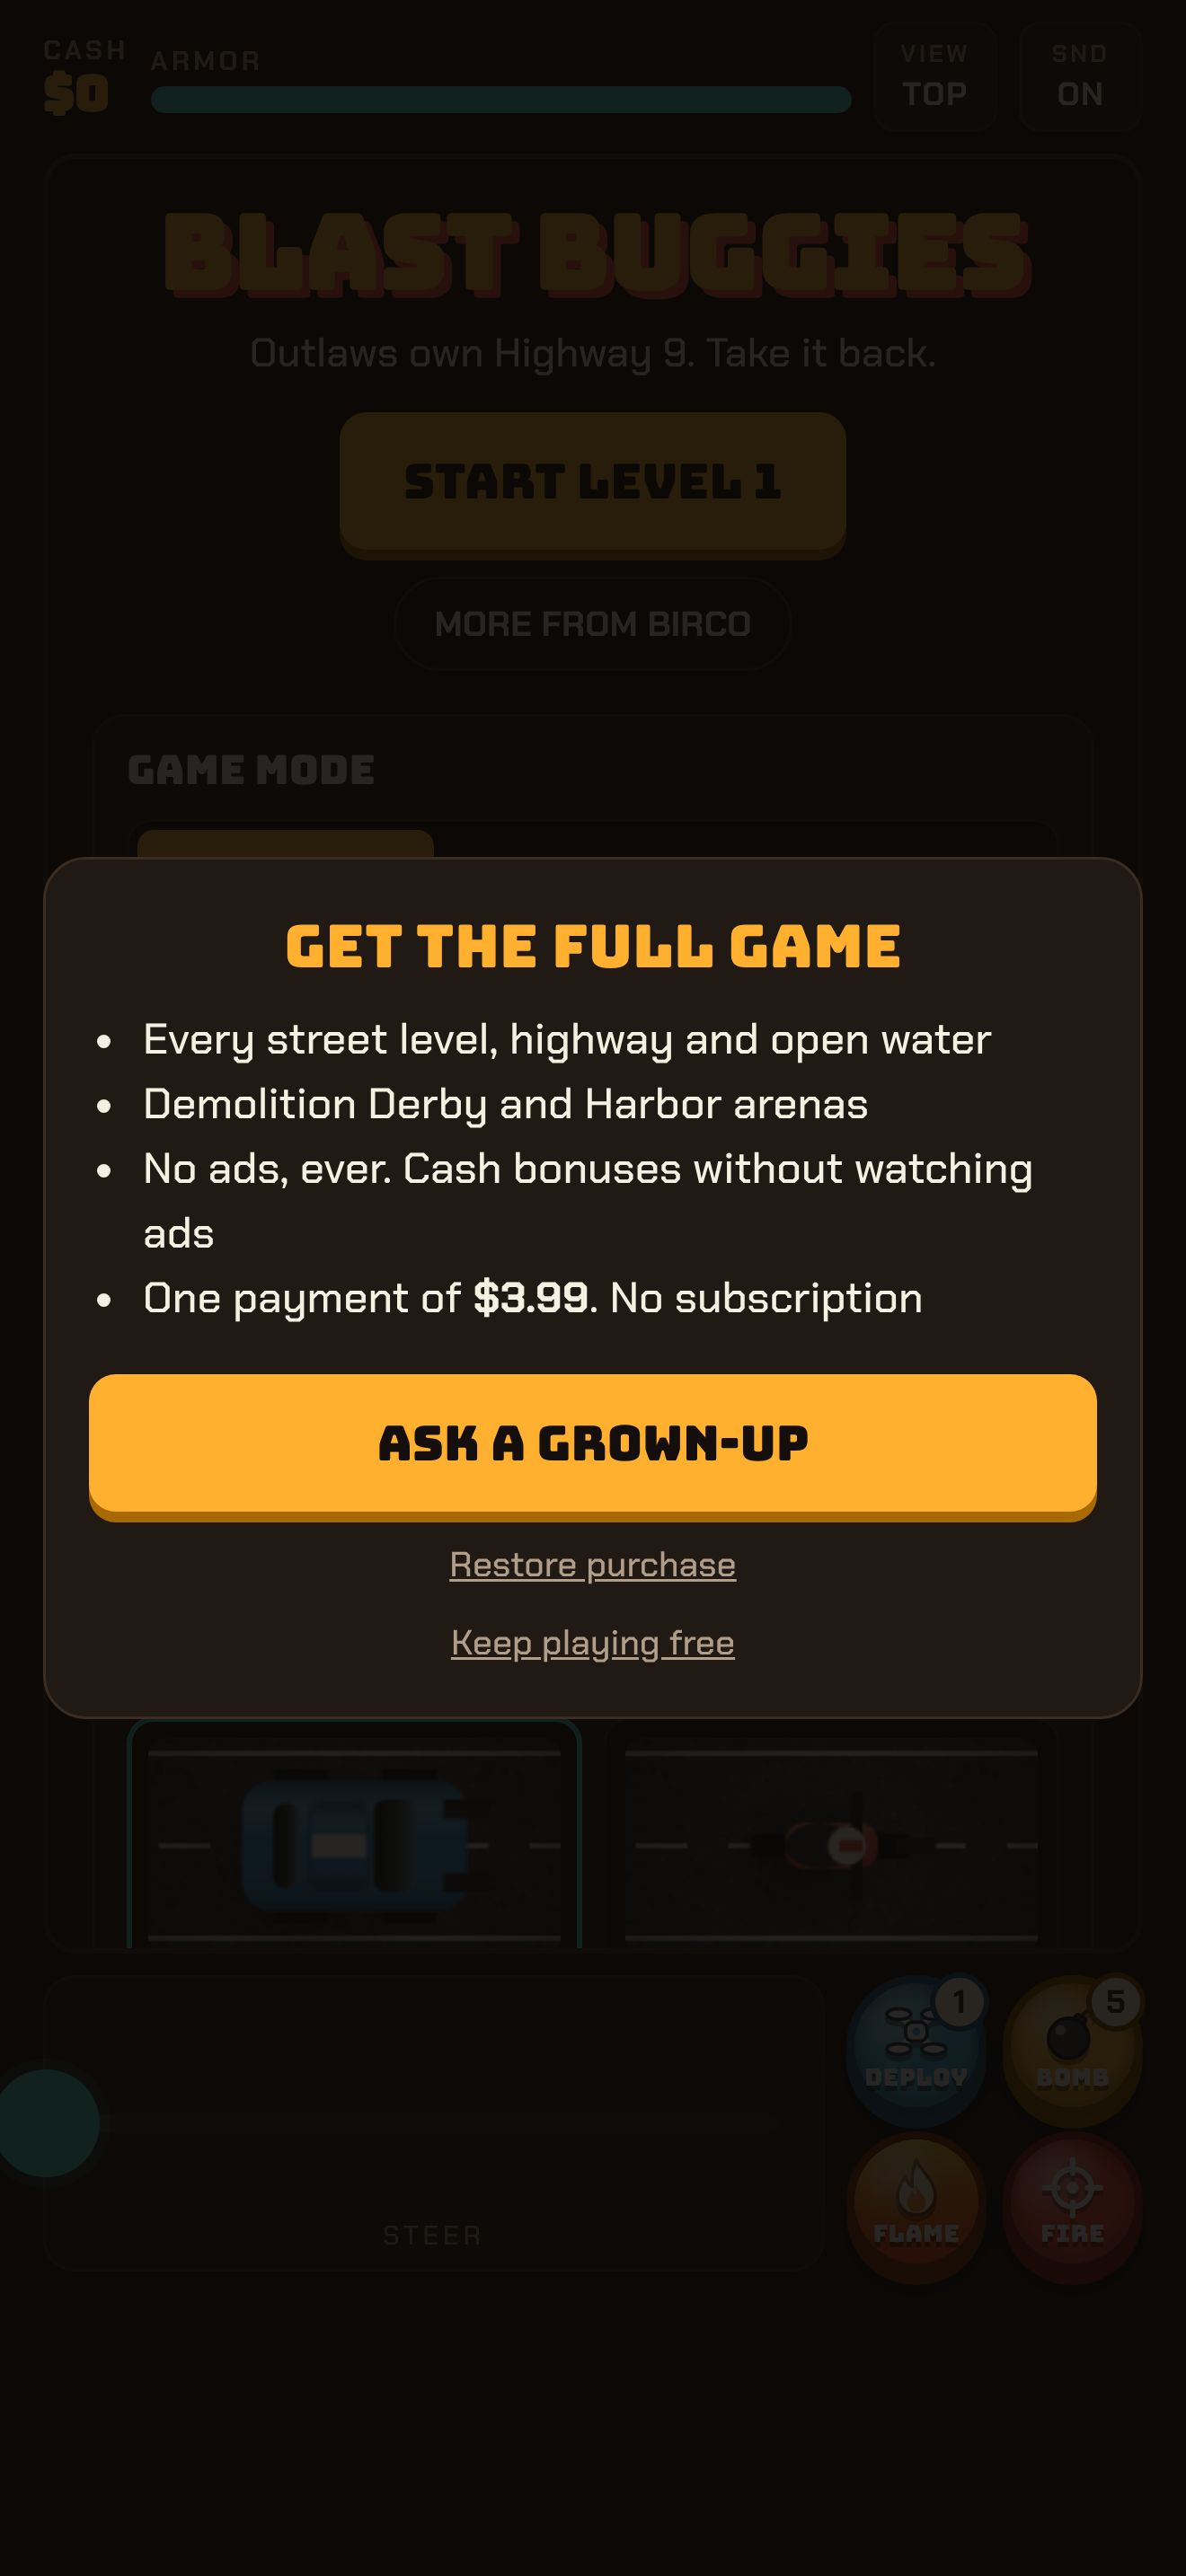 CASH
$0
ARMOR
VIEW
TOP
SND
ON
BLAST BUGGIES
Outlaws own Highway 9. Take it back.
START LEVEL 1
MORE FROM BIRCO
GAME MODE
GET THE FULL GAME
• Every street level, highway and open water
• Demolition Derby and Harbor arenas
• No ads, ever. Cash bonuses without watching
ads
• One payment of $3.99. No subscription
ASK A GROWN-UP
Restore purchase
Keep playing free
1
DEPLOY
5
BOMB
FLAME
FIRE
STEER